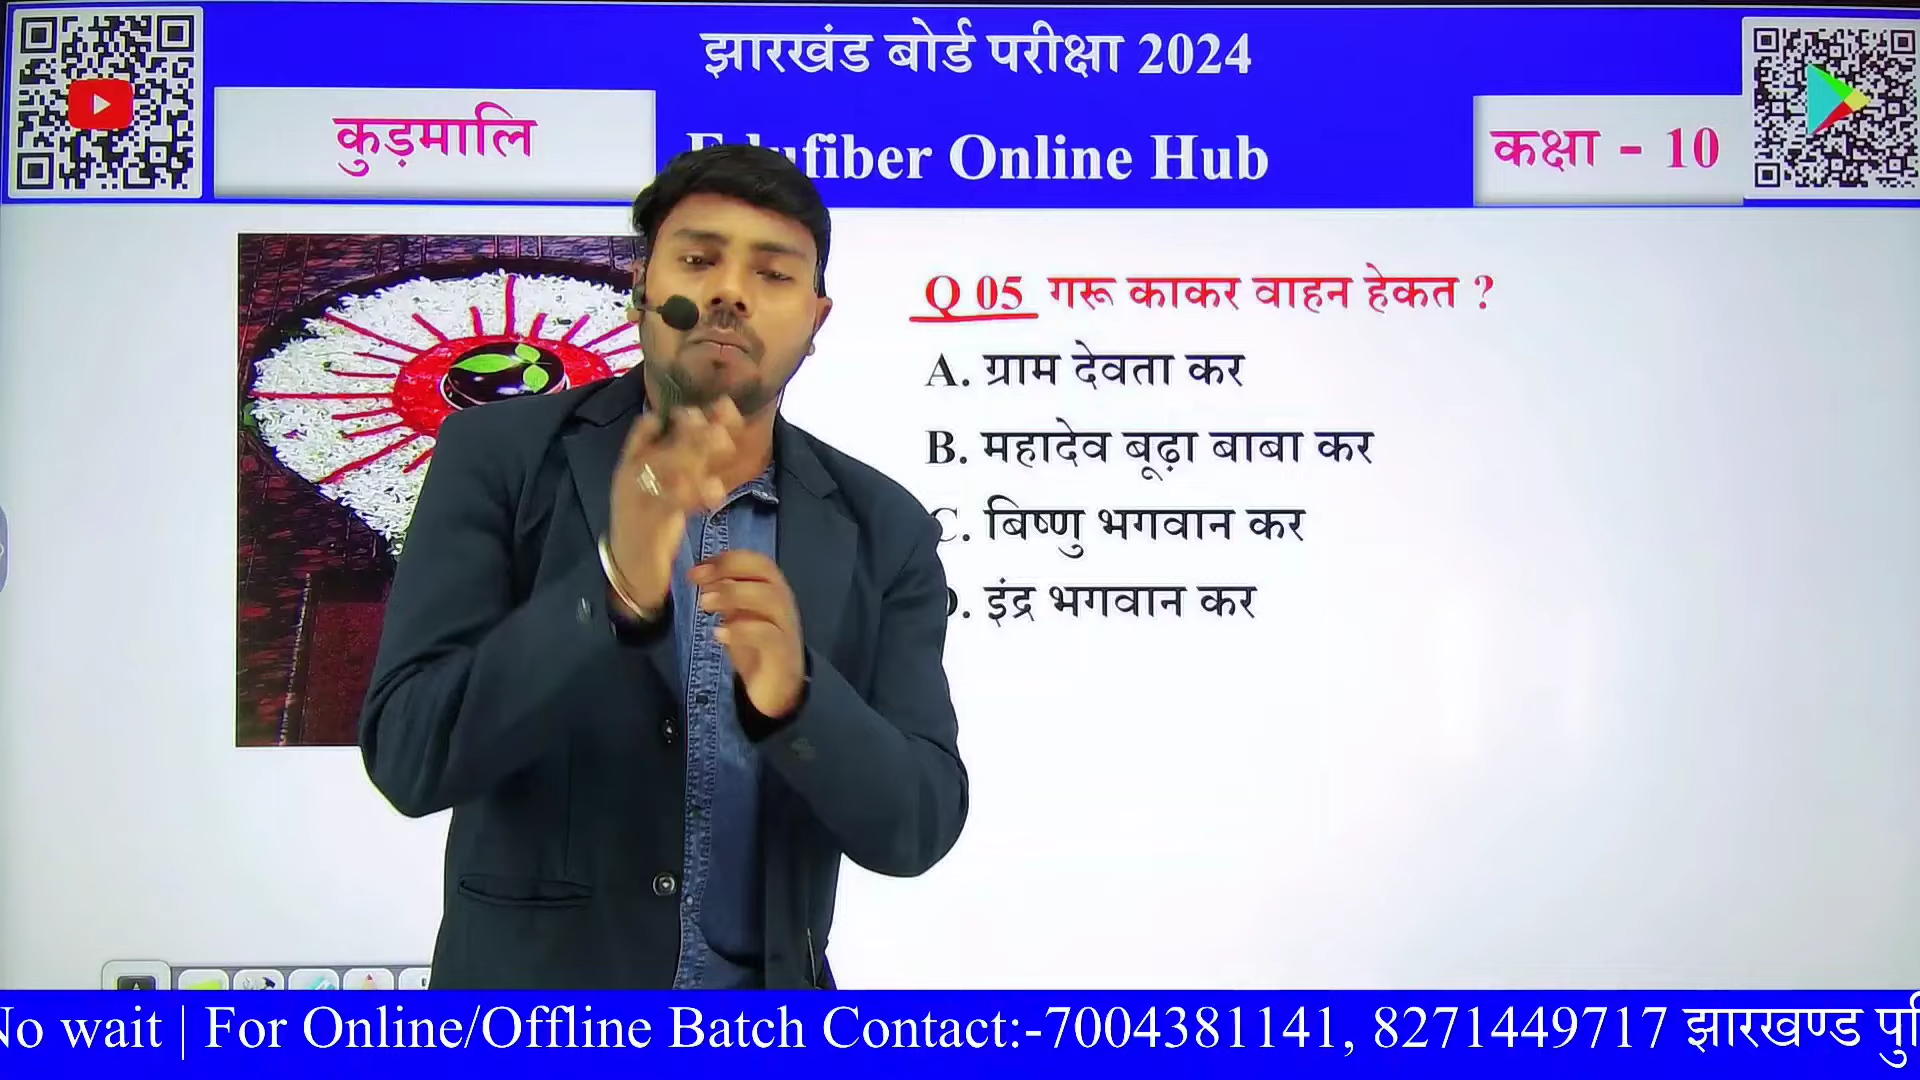 झारखंड बोर्ड परीक्षा 2024
कुड़मालि
Online Hub
कक्षा - 10
Q 05 गरू काकर वाहन हेकत ?
A. ग्राम देवता कर
B. महादेव बूढ़ा बाबा कर
C. बिष्णु भगवान कर
. इंद्र भगवान कर
No wait | For Online/Offline Batch Contact:-7004381141, 8271449717 झारखण्ड